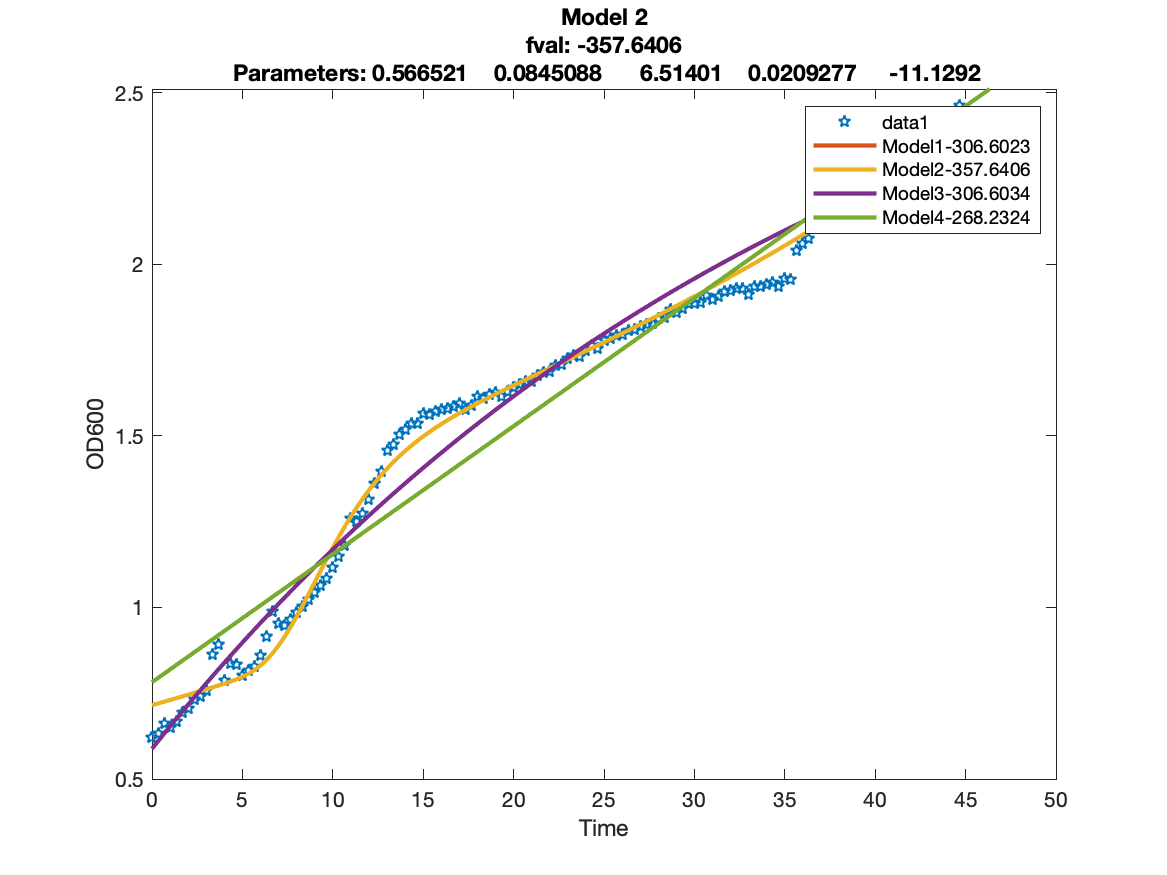 Model 2
fval: -357.6406
Parameters: 0.566521 0.0845088 6.51401 0.0209277 -11.1292
2.5
data1
Model1-306.6023
Model2-357.6406
Model3-306.6034
Model4-268.2324
2
1.5
OD600
1
0.5
0 5 10 15 20 25 30 35 40 45 50
Time